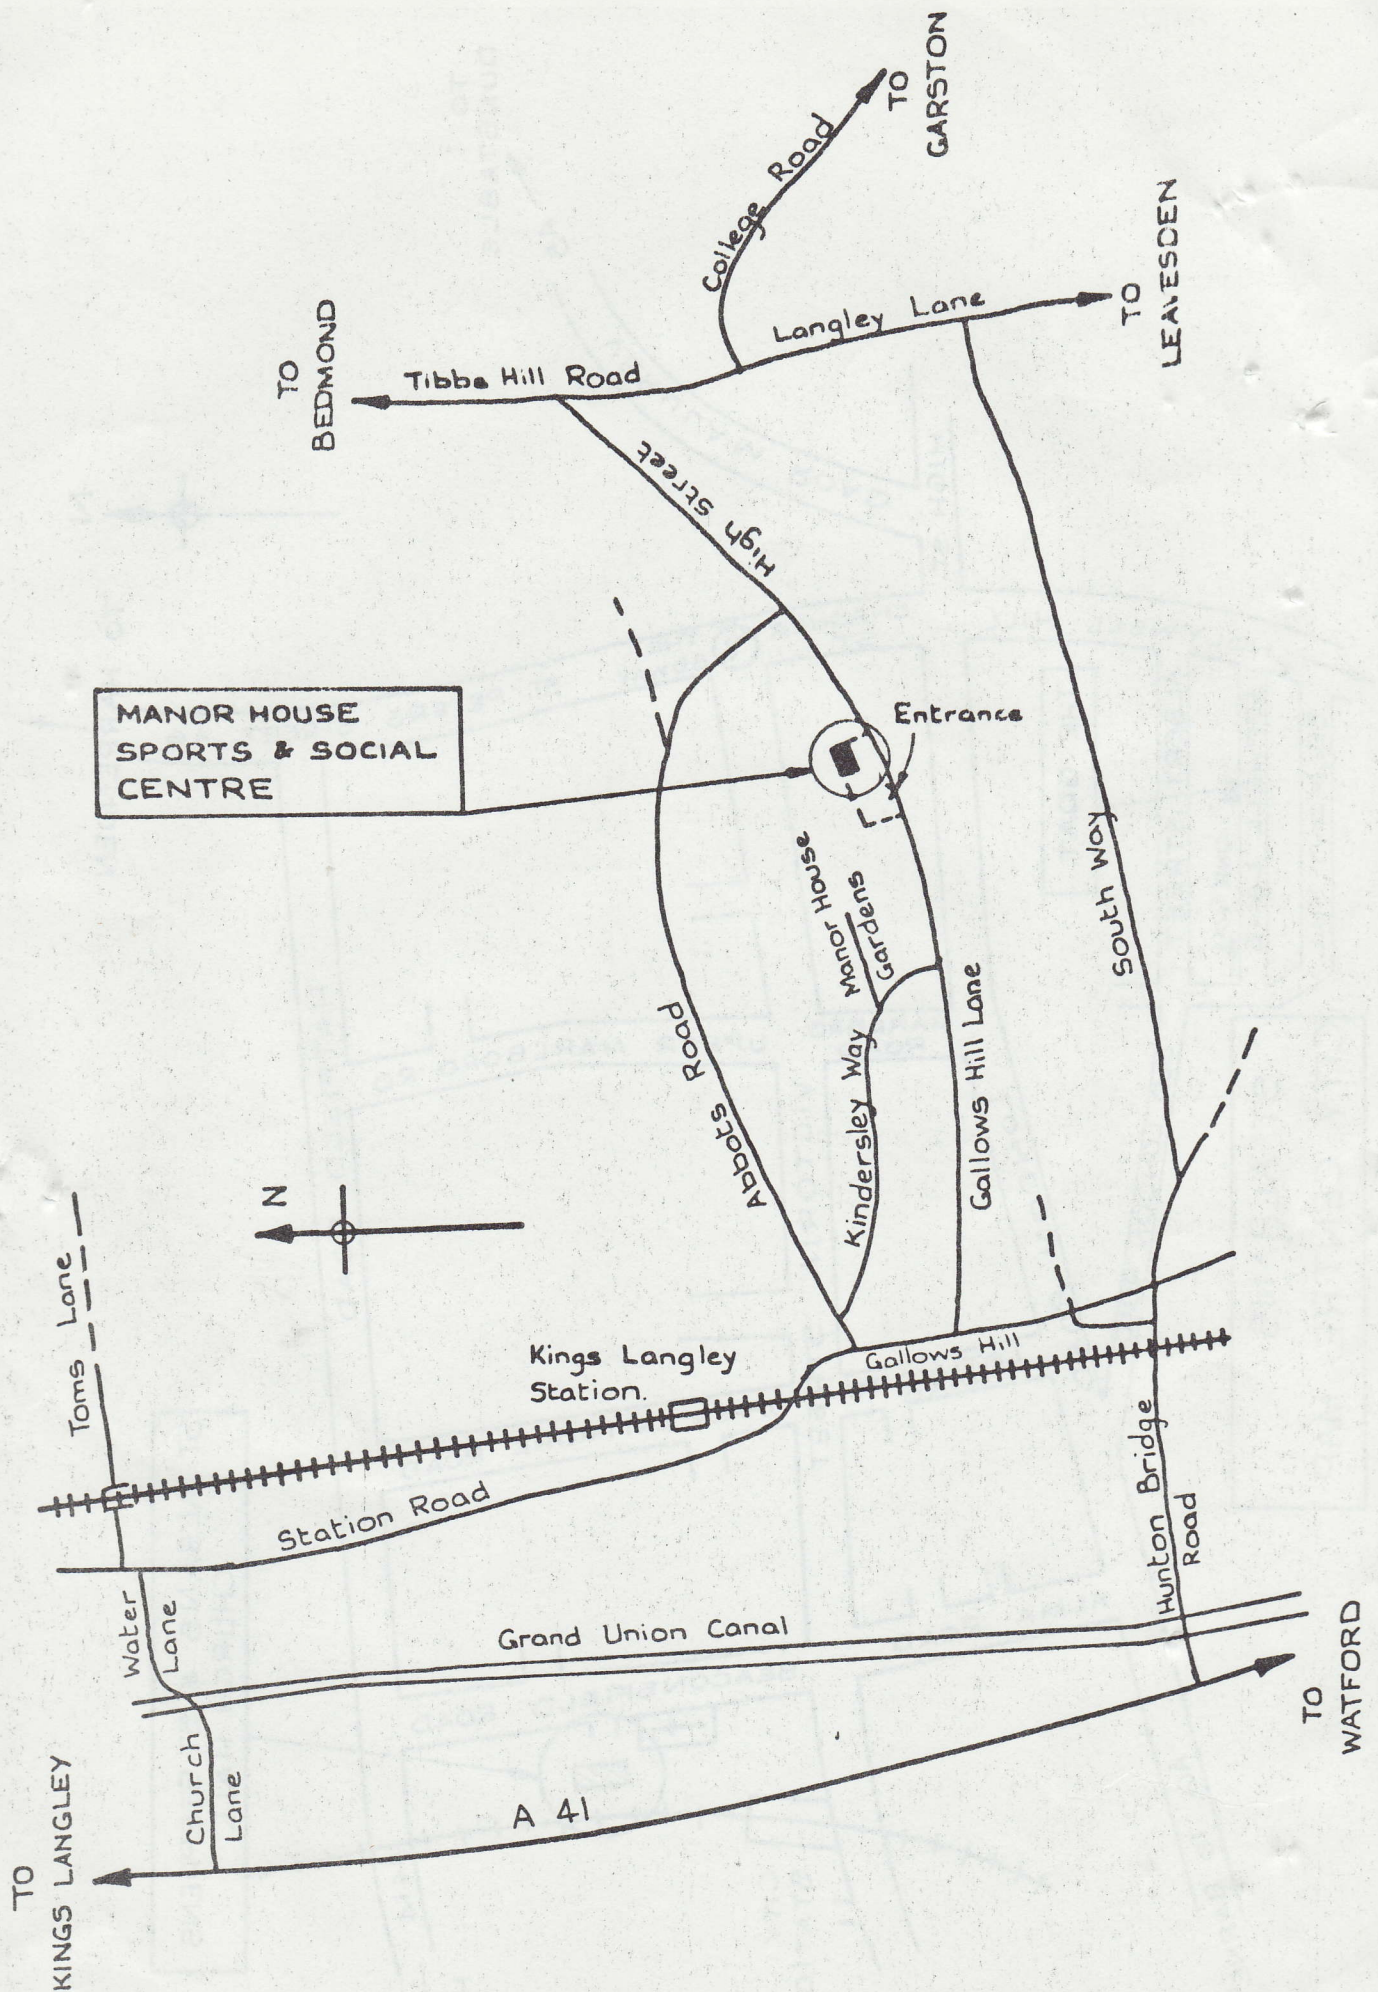 TO
KINGS LANGLEY
Toms Lane
N
TO
BEDMOND
MANOR HOUSE
SPORTS & SOCIAL
CENTRE
Tibbs Hill Road
High Street
College Road
TO
GARSTON
Langley Lane
TO
LEAVESDEN
Entrance
Abbots Road
Manor House
Gardens
Kindersley Way
Gallows Hill Lane
South Way
Kings Langley
Station.
Gallows Hill
Station Road
Water
Lane
Church
Lane
Grand Union Canal
Hunton Bridge
Road
A 41
TO
WATFORD